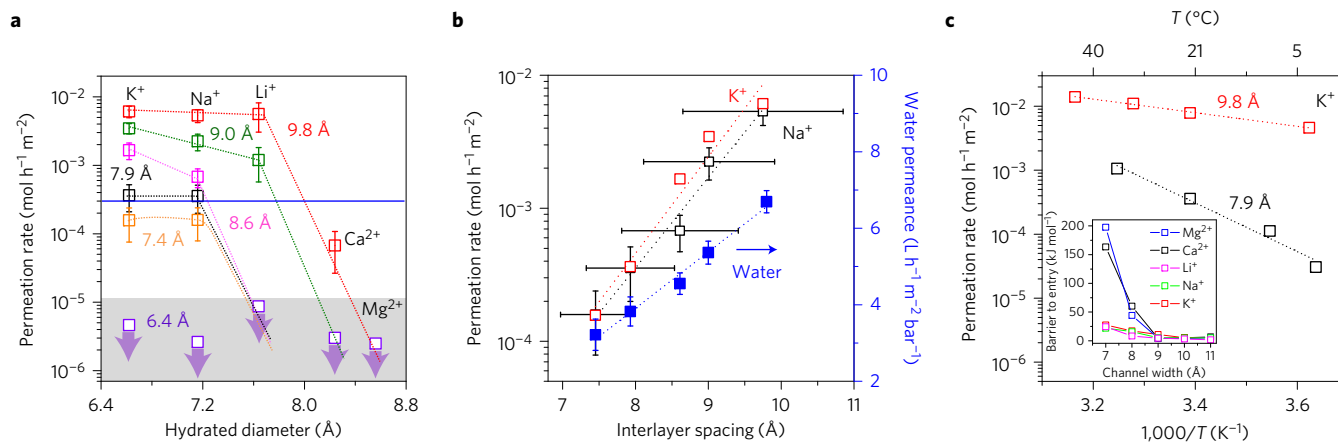 a
Permeation rate (mol h⁻¹ m⁻²)
10⁻²
10⁻³
10⁻⁴
10⁻⁵
10⁻⁶
K⁺
Na⁺
Li⁺
9.8 Å
9.0 Å
7.9 Å
8.6 Å
7.4 Å
Ca²⁺
Mg²⁺
6.4 Å
6.4 7.2 8.0 8.8
Hydrated diameter (Å)
b
Permeation rate (mol h⁻¹ m⁻²)
10⁻²
10⁻³
10⁻⁴
K⁺
Na⁺
Water
10
8
6
4
2
Water permeance (L h⁻¹ m⁻² bar⁻¹)
7 8 9 10 11
Interlayer spacing (Å)
c
T (°C)
40 21 5
Permeation rate (mol h⁻¹ m⁻²)
10⁻²
10⁻³
10⁻⁴
10⁻⁵
10⁻⁶
9.8 Å
K⁺
7.9 Å
Barrier to entry (kJ mol⁻¹)
200
150
100
50
0
Mg²⁺
Ca²⁺
Li⁺
Na⁺
K⁺
7 8 9 10 11
Channel width (Å)
3.2 3.4 3.6
1,000/T (K⁻¹)